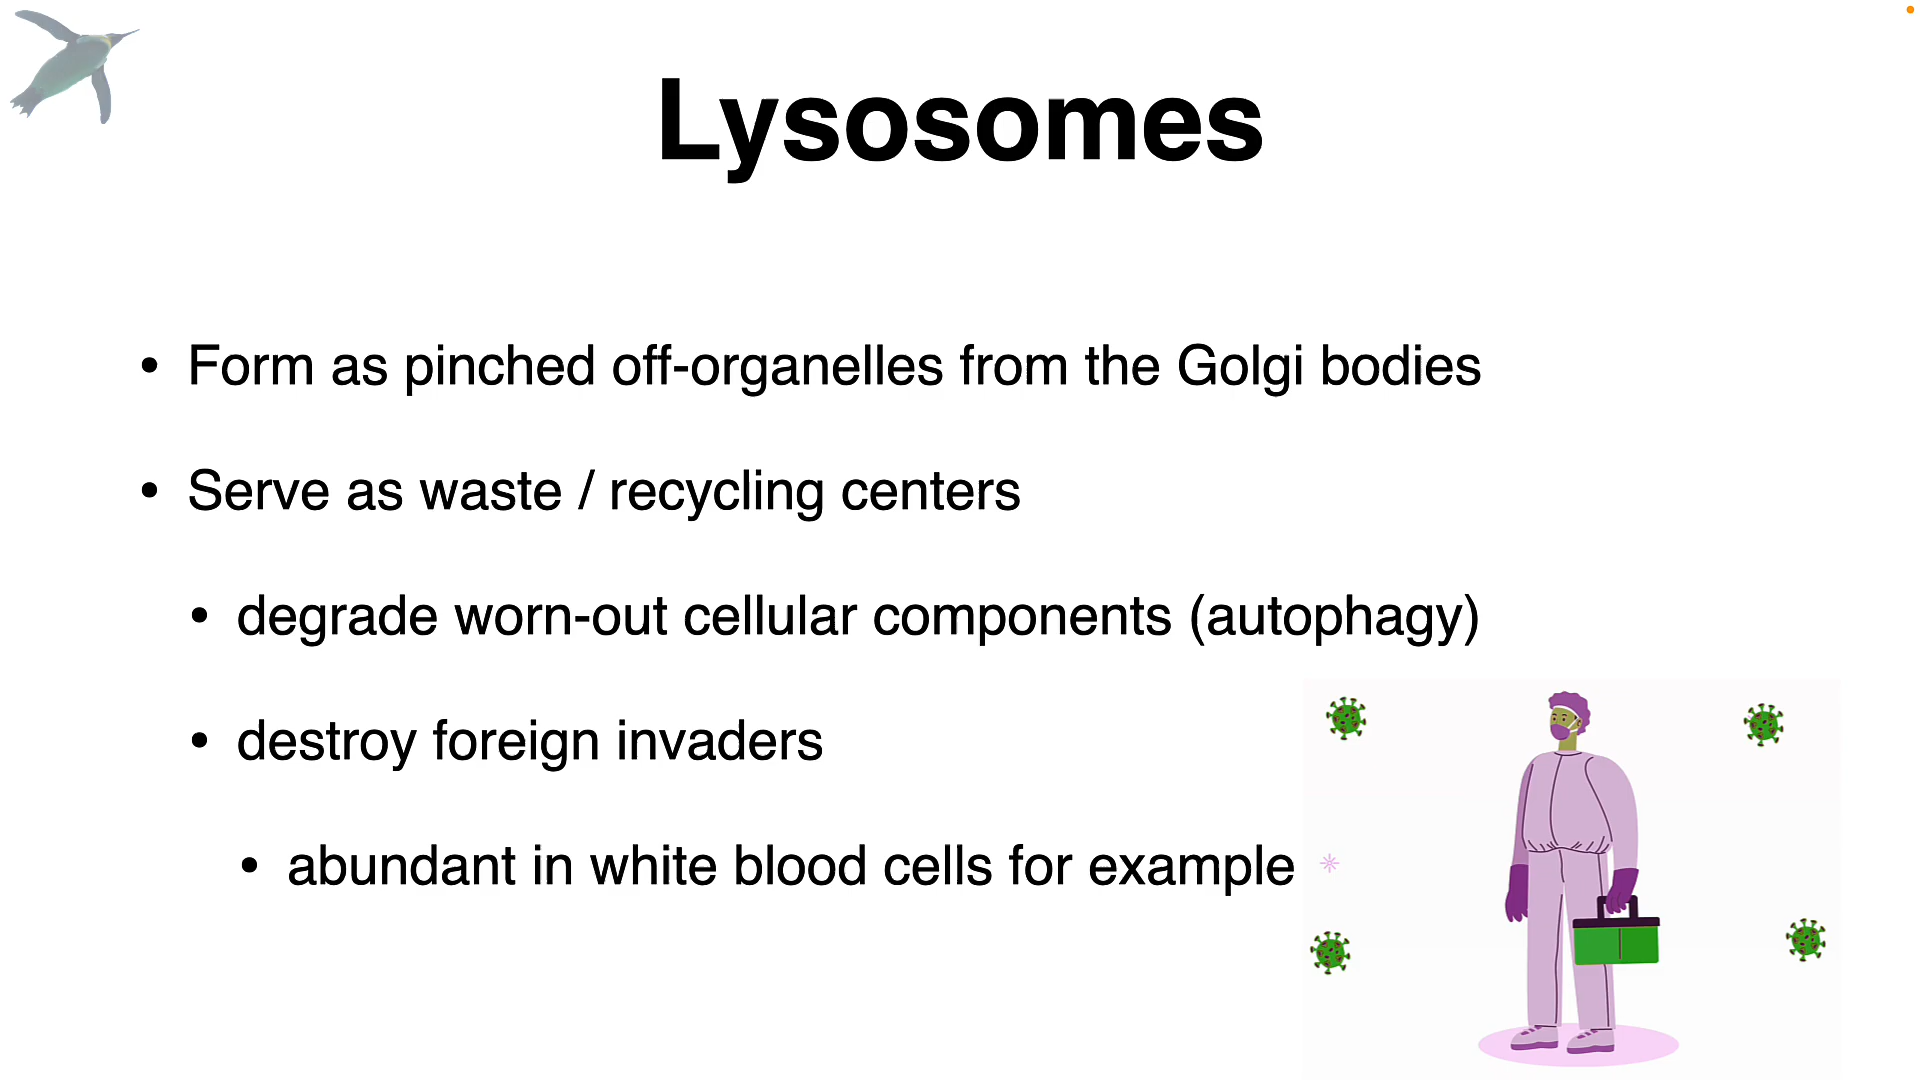 Lysosomes
• Form as pinched off-organelles from the Golgi bodies
• Serve as waste / recycling centers
• degrade worn-out cellular components (autophagy)
• destroy foreign invaders
• abundant in white blood cells for example